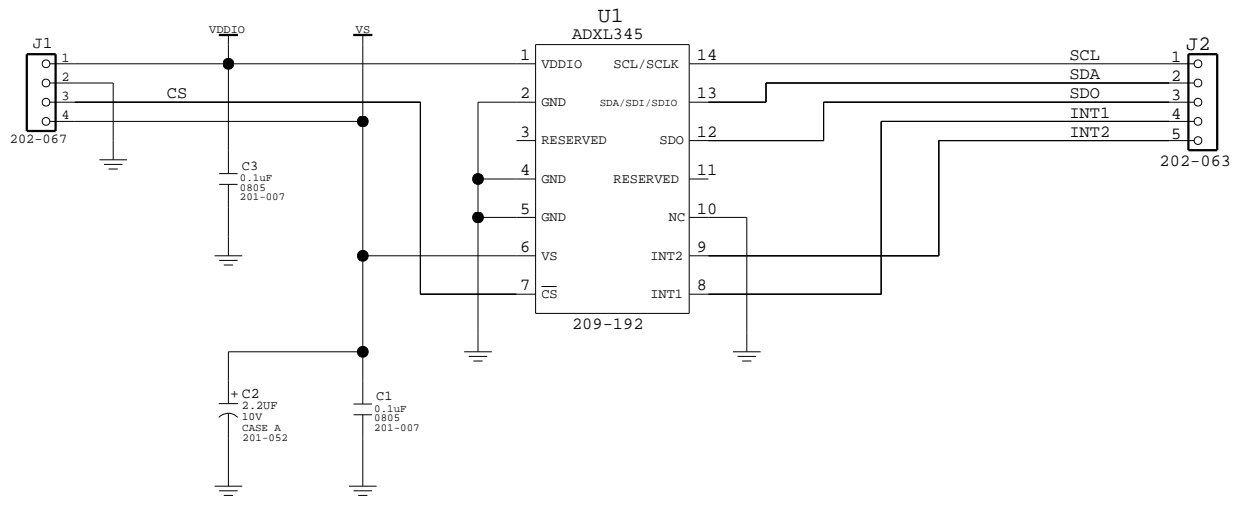 U1
ADXL345
VDDIO
VS
J1
1
2
3
4
202-067
CS
C3
0.1uF
0805
201-007
+ C2
2.2UF
10V
CASE A
201-052
C1
0.1uF
0805
201-007
1 VDDIO
2 GND
3 RESERVED
4 GND
5 GND
6 VS
7 CS
SCL/SCLK 14
SDA/SDI/SDIO 13
SDO 12
RESERVED 11
NC 10
INT2 9
INT1 8
209-192
J2
SCL 1
SDA 2
SDO 3
INT1 4
INT2 5
202-063